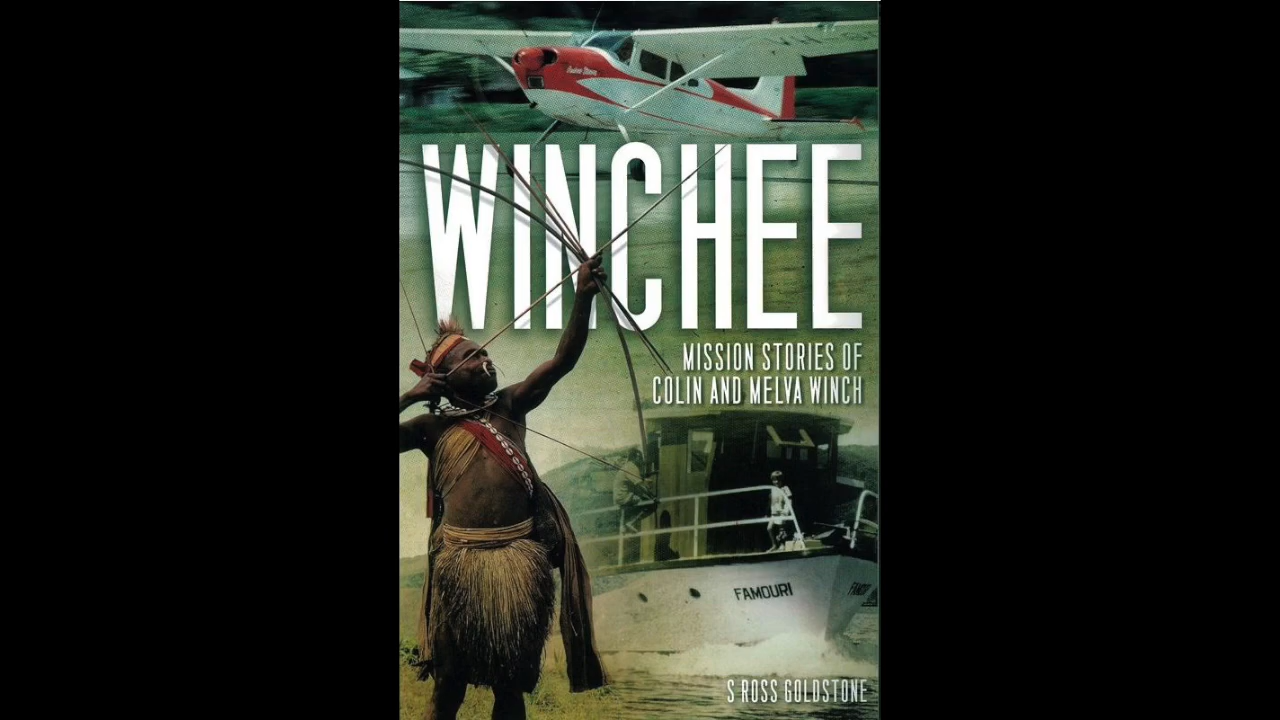 WINCHEE
MISSION STORIES OF
COLIN AND MELVA WINCH
FAMOURI
S ROSS GOLDSTONE